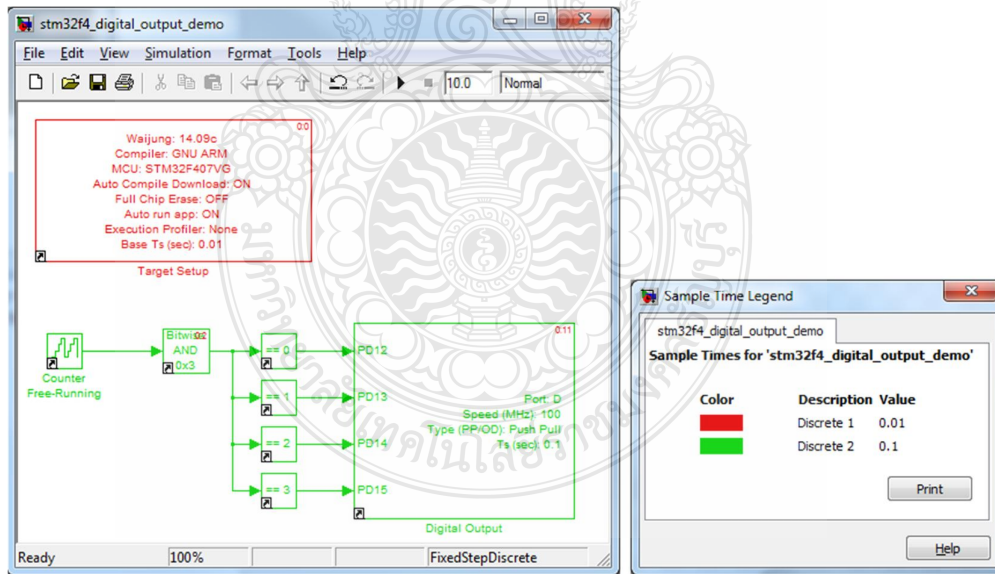 stm32f4_digital_output_demo
File Edit View Simulation Format Tools Help
10.0 Normal
0:0
Waijung: 14.09c
Compiler: GNU ARM
MCU: STM32F407VG
Auto Compile Download: ON
Full Chip Erase: OFF
Auto run app: ON
Execution Profiler: None
Base Ts (sec): 0.01
Target Setup
Counter
Free-Running
Bitwise
0:2
AND
0x3
== 0
== 1
== 2
== 3
0:11
PD12
PD13
PD14
PD15
Port: D
Speed (MHz): 100
Type (PP/OD): Push Pull
Ts (sec): 0.1
Digital Output
Ready 100% FixedStepDiscrete
Sample Time Legend
stm32f4_digital_output_demo
Sample Times for 'stm32f4_digital_output_demo'
Color Description Value
Discrete 1 0.01
Discrete 2 0.1
Print
Help